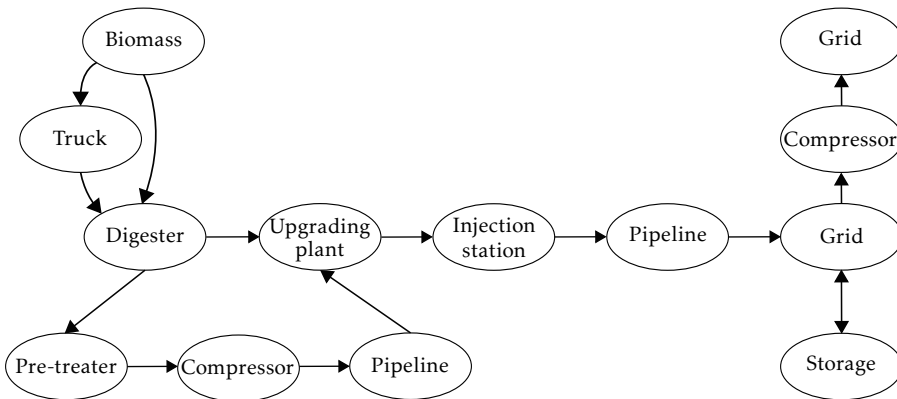 Biomass
Grid
Truck
Compressor
Digester
Upgrading
plant
Injection
station
Pipeline
Grid
Pre-treater
Compressor
Pipeline
Storage